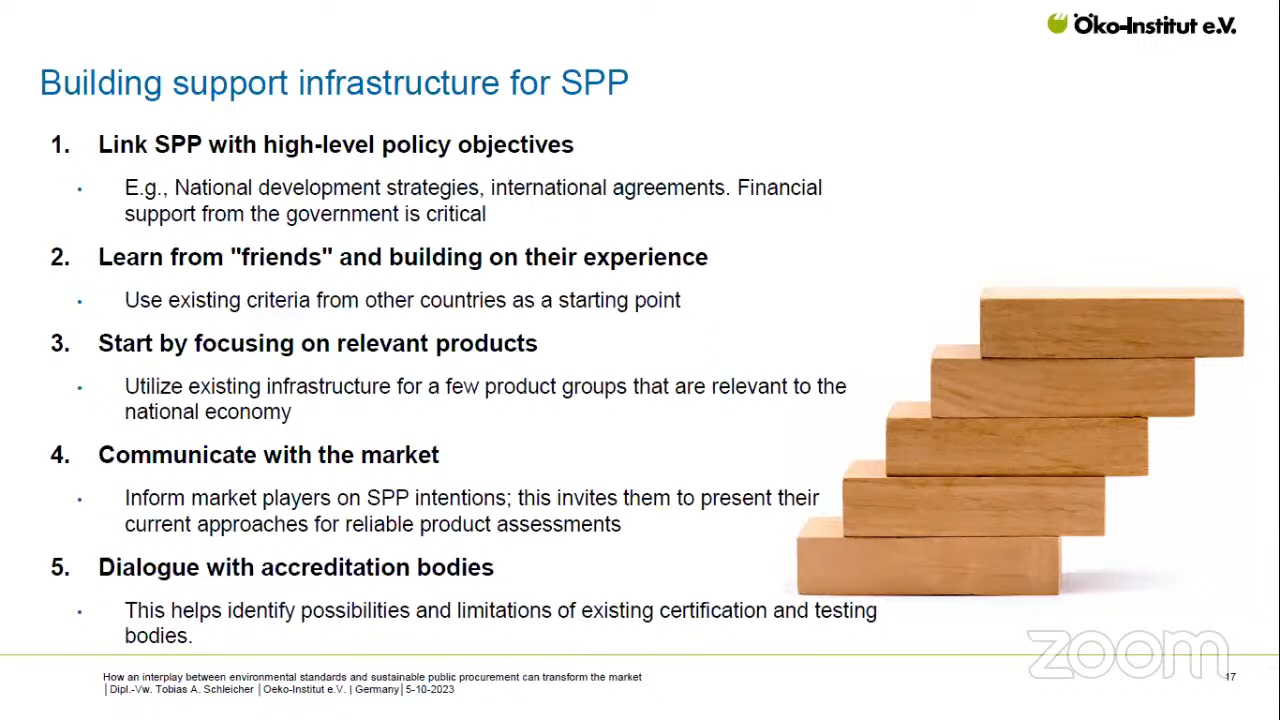 Öko-Institut e.V.
Building support infrastructure for SPP
1. Link SPP with high-level policy objectives
• E.g., National development strategies, international agreements. Financial
support from the government is critical
2. Learn from "friends" and building on their experience
• Use existing criteria from other countries as a starting point
3. Start by focusing on relevant products
• Utilize existing infrastructure for a few product groups that are relevant to the
national economy
4. Communicate with the market
• Inform market players on SPP intentions; this invites them to present their
current approaches for reliable product assessments
5. Dialogue with accreditation bodies
• This helps identify possibilities and limitations of existing certification and testing
bodies.
zoom
How an interplay between environmental standards and sustainable public procurement can transform the market
│Dipl.-Vw. Tobias A. Schleicher │Oeko-Institut e.V. | Germany│5-10-2023
17